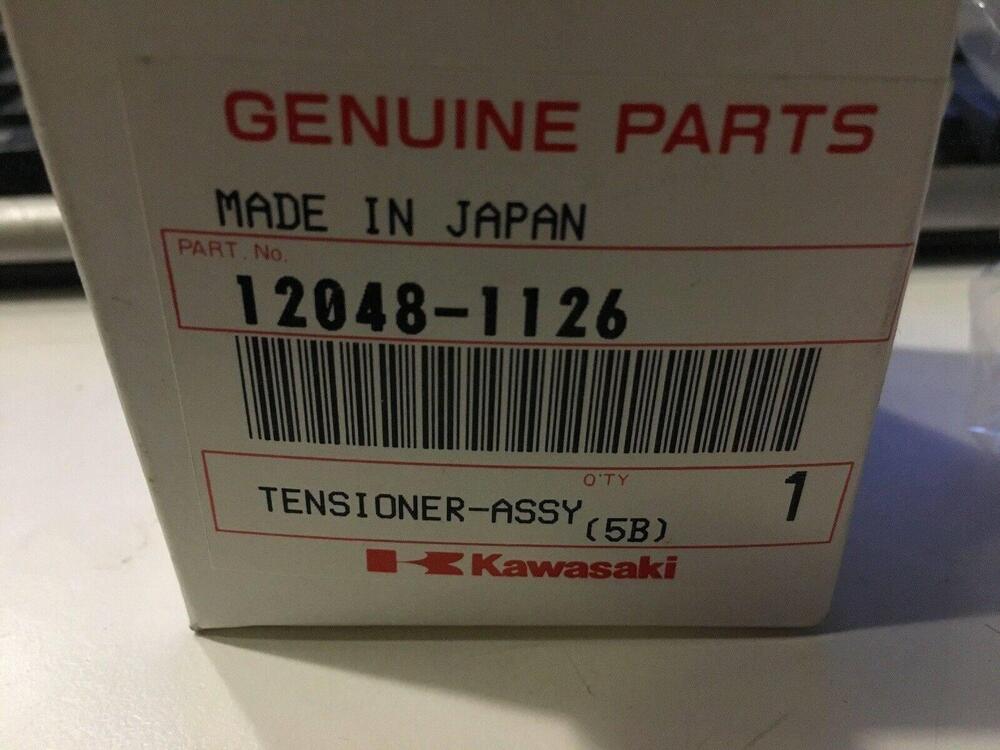 GENUINE PARTS
MADE IN JAPAN
PART. No.
12048-1126
Q'TY
TENSIONER-ASSY (5B) 1
Kawasaki